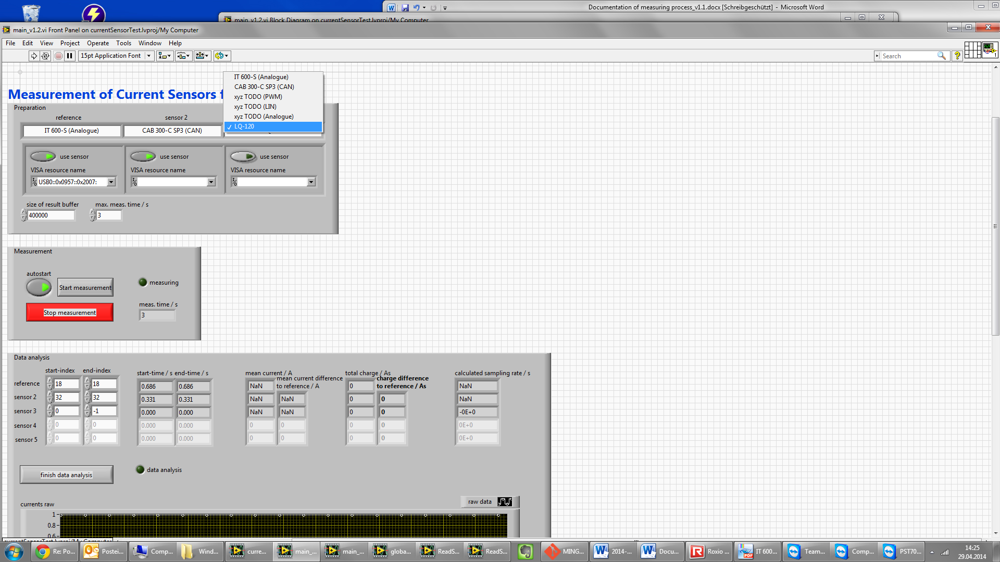 Documentation of measuring process_v1.1.docx [Schreibgeschützt] - Microsoft Word
main_v1.2.vi Block Diagram on currentSensorTest.lvproj/My Computer
main_v1.2.vi Front Panel on currentSensorTest.lvproj/My Computer
File Edit View Project Operate Tools Window Help
15pt Application Font
Search
1
IT 600-S (Analogue)
CAB 300-C SP3 (CAN)
xyz TODO (PWM)
xyz TODO (LIN)
xyz TODO (Analogue)
LQ-120
Measurement of Current Sensors f
Preparation
reference sensor 2
IT 600-S (Analogue) CAB 300-C SP3 (CAN)
use sensor use sensor use sensor
VISA resource name VISA resource name VISA resource name
USB0::0x0957::0x2007:
size of result buffer max. meas. time / s
400000 3
Measurement
autostart
Start measurement measuring
meas. time / s
Stop measurement 3
Data analysis
start-index end-index start-time / s end-time / s mean current / A total charge / As calculated sampling rate / s
mean current difference to reference / A
charge difference to reference / As
reference 18 18 0.686 0.686 NaN 0 NaN
sensor 2 32 32 0.331 0.331 NaN NaN 0 0 NaN
sensor 3 0 -1 0.000 0.000 NaN NaN 0 0 -0E+0
sensor 4 0 0 0.000 0.000 0 0 0 0 0E+0
sensor 5 0 0 0.000 0.000 0 0 0 0 0E+0
finish data analysis data analysis
raw data
currents raw
1
0.8
0.6
currentSensorTest.lvproj/My Computer
Re: Po... Postei... Comp... Wind... curre... main_... main_... globa... ReadS... ReadS... MING... 2014-... Docu... Roxio ... IT 600... Team... Comp... PST70...
14:25
29.04.2014